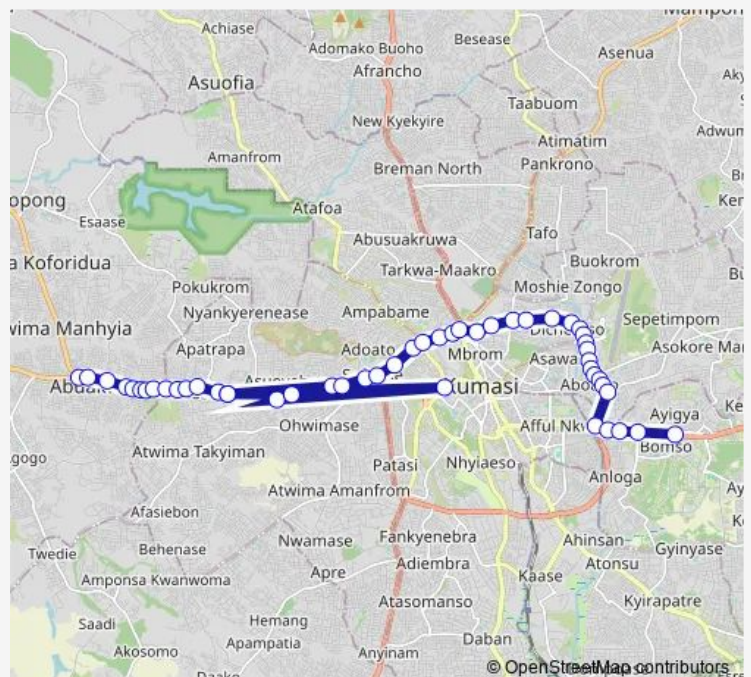 Mampon
Achiase
Besease
Adomako Buoho
Asenua
Afrancho
Asuofia
Taabuom
New Kyekyire
Adwum
Atimatim
Amanfrom
Breman North
Pankrono
opong
Atafoa
Esaase
Tafo
Abusuakruwa
Buokrom
a Koforidua
Tarkwa-Maakro
Pokukrom
Moshie Zongo
Nyankyerenease
Ampabame
Sepetimpom
wima Manhyia
Apatrapa
Adoato
Mbrom
Asokore Ma
Asawa
Kumasi
Ayigya
Ohwimase
Afful Nk
Bomso
Atwima Takyiman
gogo
Patasi
Nhyiaeso
Anloga
Atwima Amanfrom
Afasiebon
Nwamase
Fankyenebra
Ahinsan
Behenase
Twedie
Gyinyase
Apre
Adiembra
Atonsu
Amponsa Kwanwoma
Kaase
Atasomanso
Kyirapatre
Saadi
Hemang
Daban
Akosomo
Apampatia
Anyinam
© OpenStreetMap contributors